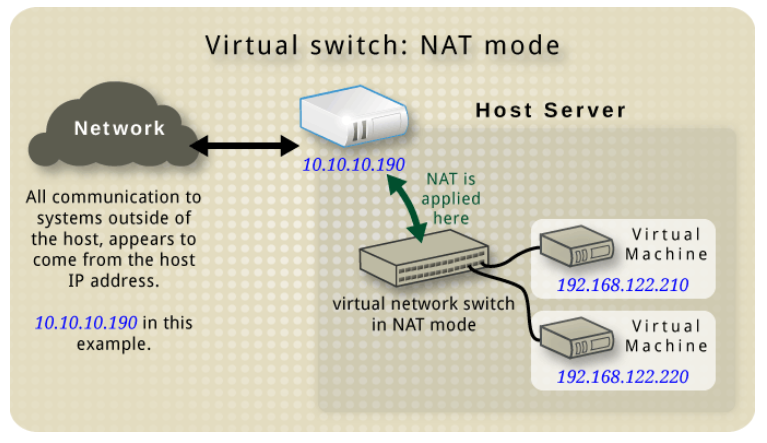 Virtual switch: NAT mode
Network
Host Server
10.10.10.190
NAT is
applied
here
All communication to
systems outside of
the host, appears to
come from the host
IP address.
10.10.10.190 in this
example.
virtual network switch
in NAT mode
Virtual
Machine
192.168.122.210
Virtual
Machine
192.168.122.220